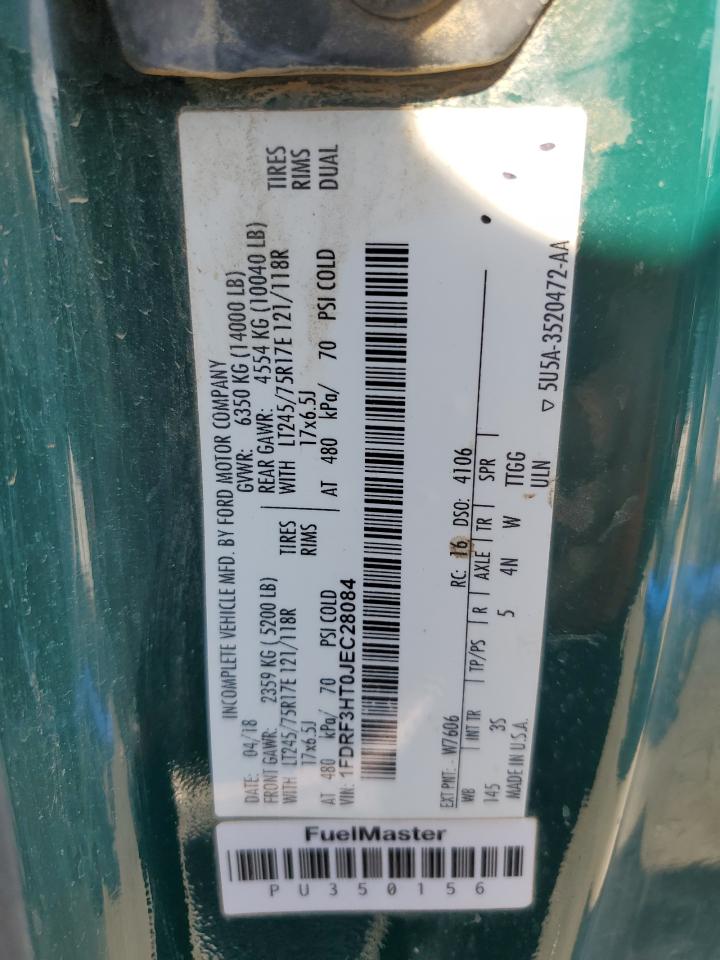 INCOMPLETE VEHICLE MFD. BY FORD MOTOR COMPANY
DATE: 04/18 GVWR: 6350 KG (14000 LB)
FRONT GAWR: 2359 KG ( 5200 LB) REAR GAWR: 4554 KG (10040 LB)
WITH LT245/75R17E 121/118R TIRES WITH LT245/75R17E 121/118R TIRES
17x6.5J RIMS 17x6.5J RIMS
AT 480 kPa/ 70 PSI COLD AT 480 kPa/ 70 PSI COLD DUAL
VIN: 1FDRF3HT0JEC28084
EXT PNT: W7606 RC: 16 DSO: 4106
WB INT TR TP/PS R AXLE TR SPR
145 3S 5 4N W TTGG
MADE IN U.S.A. ULN
5U5A-3520472-AA
FuelMaster
PU350156